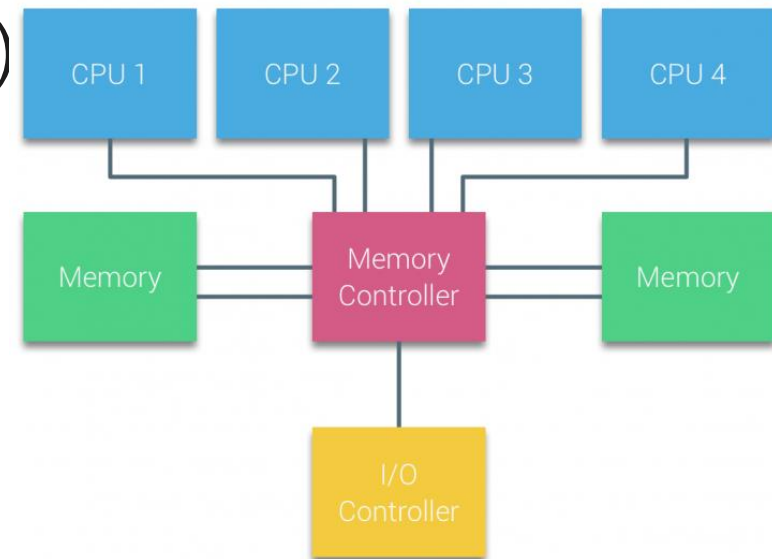 CPU 1
CPU 2
CPU 3
CPU 4
Memory
Memory
Controller
Memory
I/O
Controller